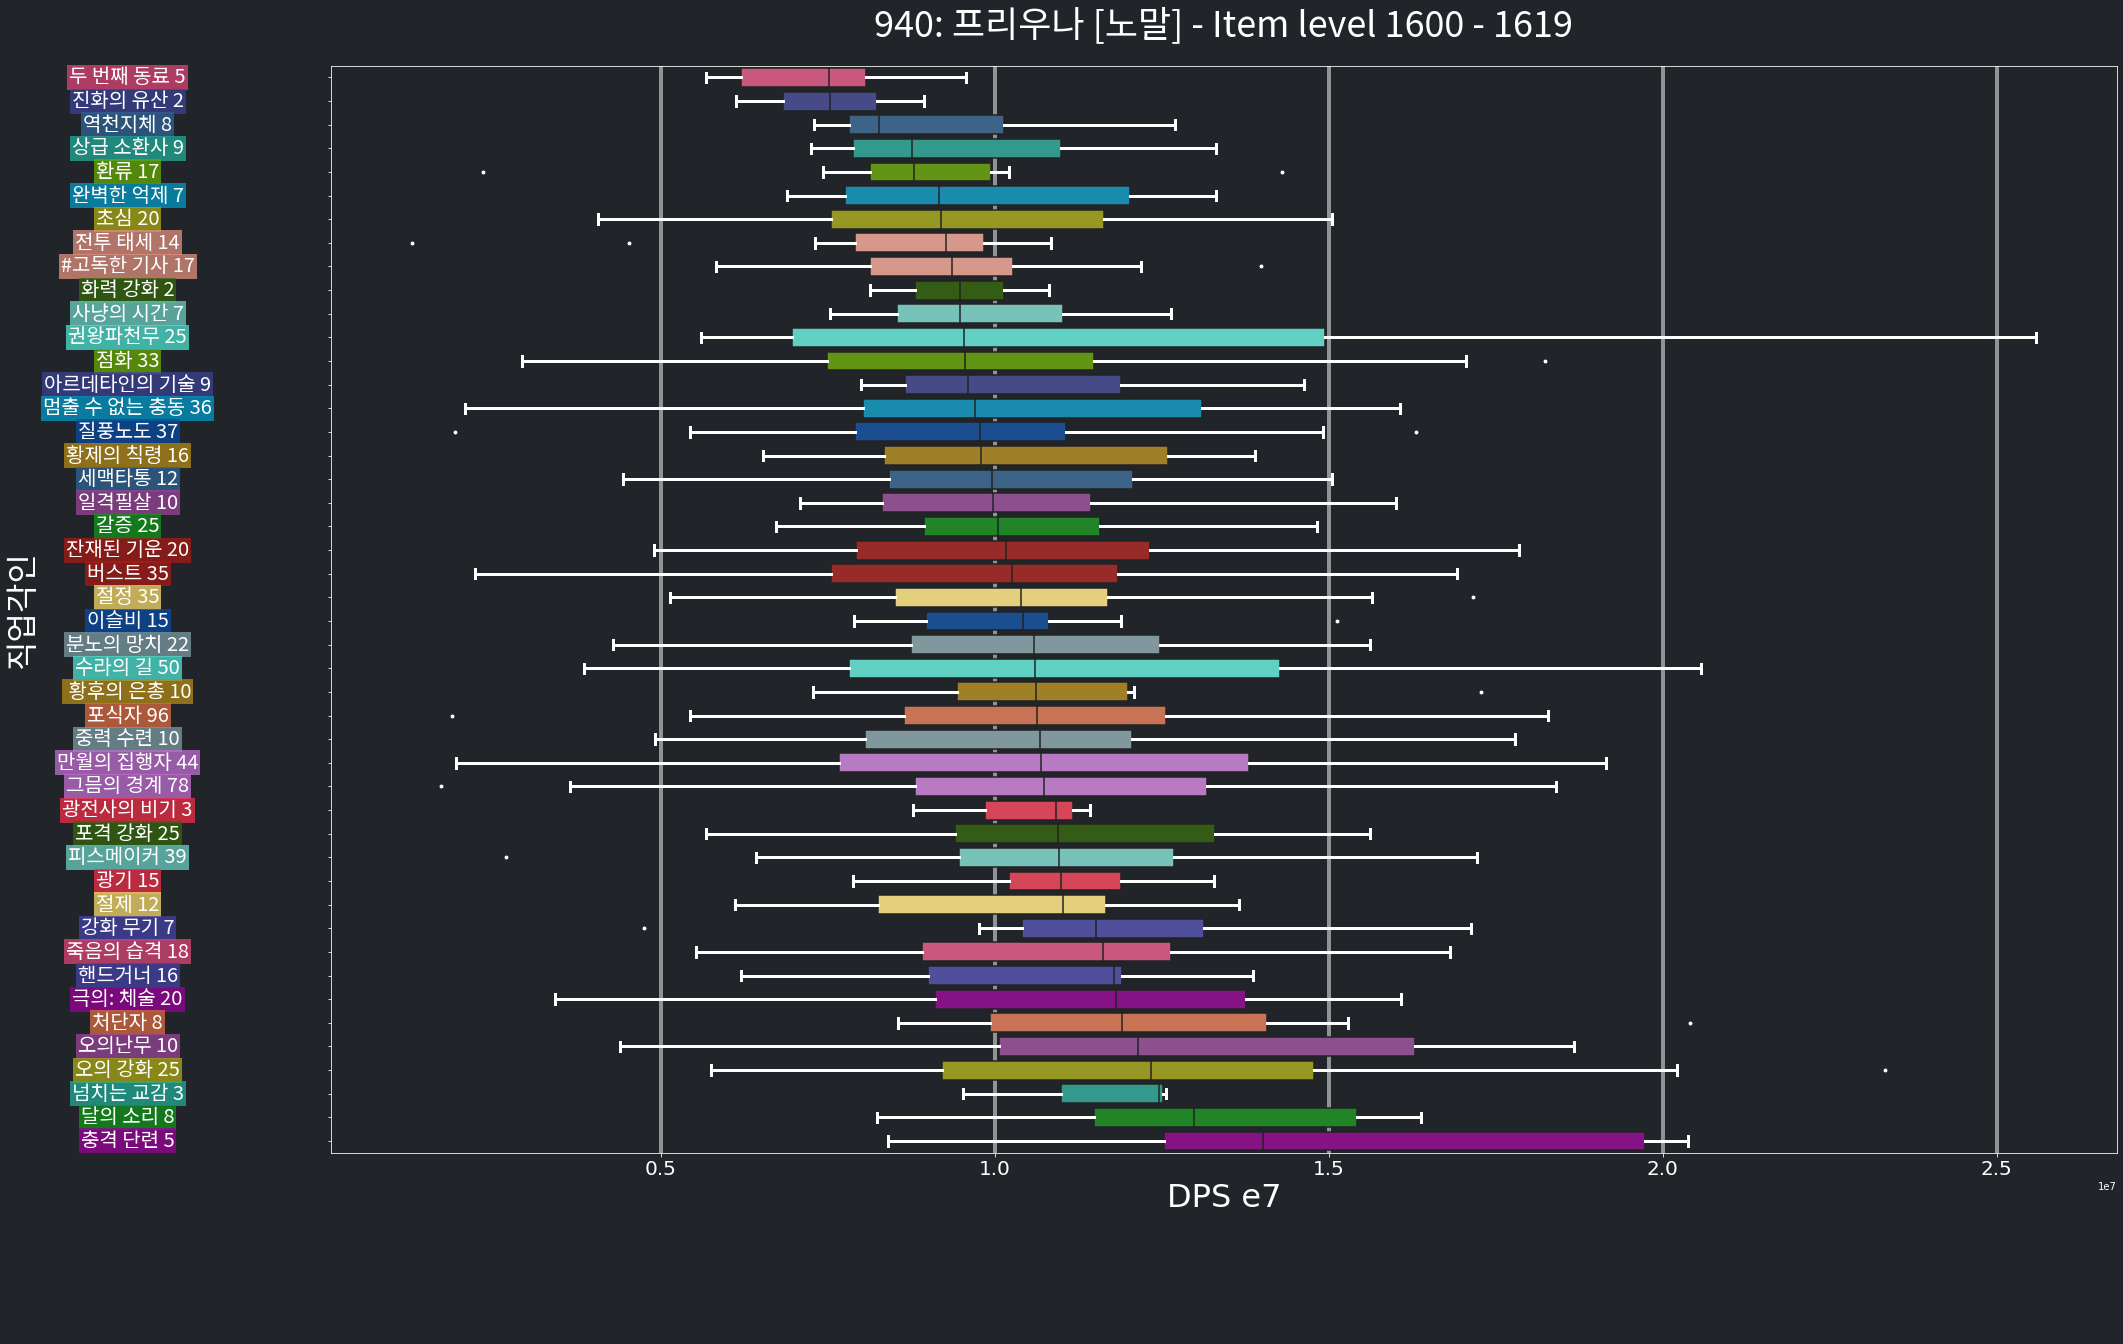 940: 프리우나 [노말] - Item level 1600 - 1619
두 번째 동료 5
진화의 유산 2
역천지체 8
상급 소환사 9
환류 17
완벽한 억제 7
초심 20
전투 태세 14
#고독한 기사 17
화력 강화 2
사냥의 시간 7
권왕파천무 25
점화 33
아르데타인의 기술 9
멈출 수 없는 충동 36
질풍노도 37
황제의 칙령 16
세맥타통 12
일격필살 10
갈증 25
잔재된 기운 20
버스트 35
절정 35
이슬비 15
분노의 망치 22
수라의 길 50
황후의 은총 10
포식자 96
중력 수련 10
만월의 집행자 44
그믐의 경계 78
광전사의 비기 3
포격 강화 25
피스메이커 39
광기 15
절제 12
강화 무기 7
죽음의 습격 18
핸드거너 16
극의: 체술 20
처단자 8
오의난무 10
오의 강화 25
넘치는 교감 3
달의 소리 8
충격 단련 5
직업각인
0.5 1.0 1.5 2.0 2.5
1e7
DPS e7